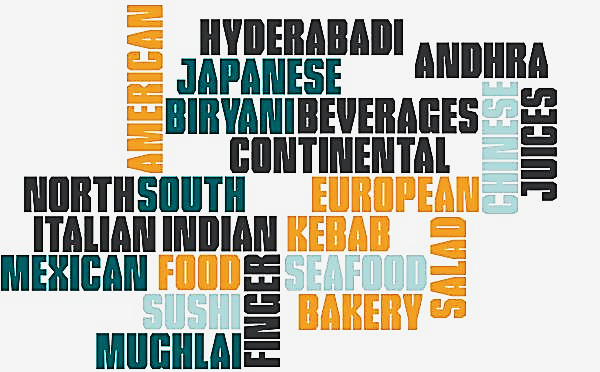 AMERICAN
HYDERABADI
ANDHRA
JAPANESE
CHINESE
JUICES
BIRYANI BEVERAGES
CONTINENTAL
NORTH SOUTH EUROPEAN
ITALIAN INDIAN KEBAB
SALAD
MEXICAN FOOD SEAFOOD
FINGER
SUSHI BAKERY
MUGHLAI